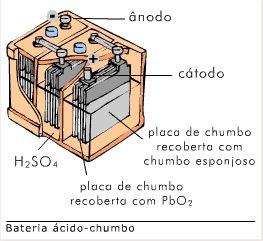 ânodo
-
+
cátodo
placa de chumbo
recoberta com
chumbo esponjoso
H₂SO₄
placa de chumbo
recoberta com PbO₂
Bateria ácido-chumbo